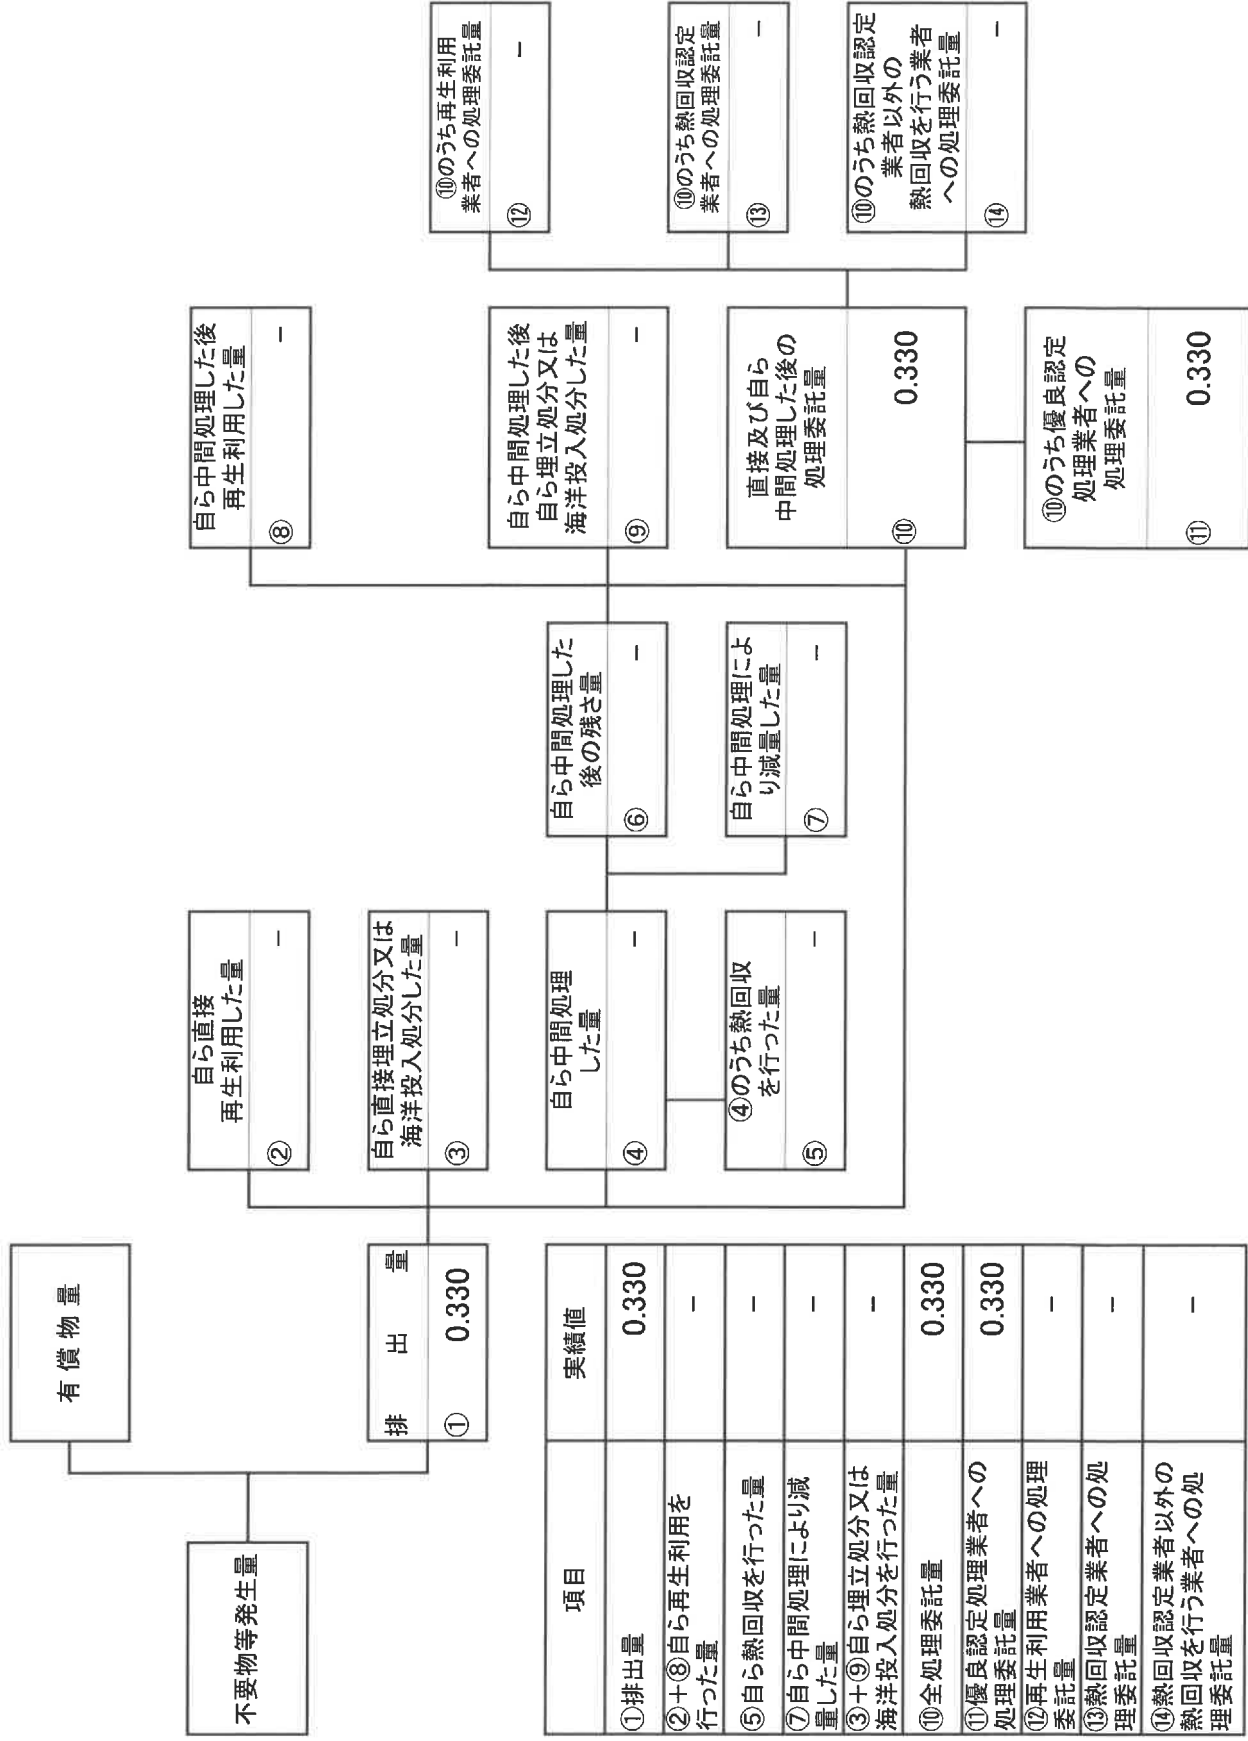 不要物等発生量
有償物量
排出量
① 0.330
自ら直接
再生利用した量
② －
自ら直接埋立処分又は
海洋投入処分した量
③ －
自ら中間処理
した量
④ －
④のうち熱回収
を行った量
⑤ －
自ら中間処理した
後の残さ量
⑥ －
自ら中間処理によ
り減量した量
⑦ －
自ら中間処理した後
再生利用した量
⑧ －
自ら中間処理した後
自ら埋立処分又は
海洋投入処分した量
⑨ －
直接及び自ら
中間処理した後の
処理委託量
⑩ 0.330
⑩のうち優良認定
処理業者への
処理委託量
⑪ 0.330
⑩のうち再生利用
業者への処理委託量
⑫ －
⑩のうち熱回収認定
業者への処理委託量
⑬ －
⑩のうち熱回収認定
業者以外の
熱回収を行う業者
への処理委託量
⑭ －
項目 実績値
①排出量 0.330
②＋⑧自ら再生利用を
行った量 －
⑤自ら熱回収を行った量 －
⑦自ら中間処理により減
量した量 －
③＋⑨自ら埋立処分又は
海洋投入処分を行った量 －
⑩全処理委託量 0.330
⑪優良認定処理業者への
処理委託量 0.330
⑫再生利用業者への処理
委託量 －
⑬熱回収認定業者への処
理委託量 －
⑭熱回収認定業者以外の
熱回収を行う業者への処
理委託量 －